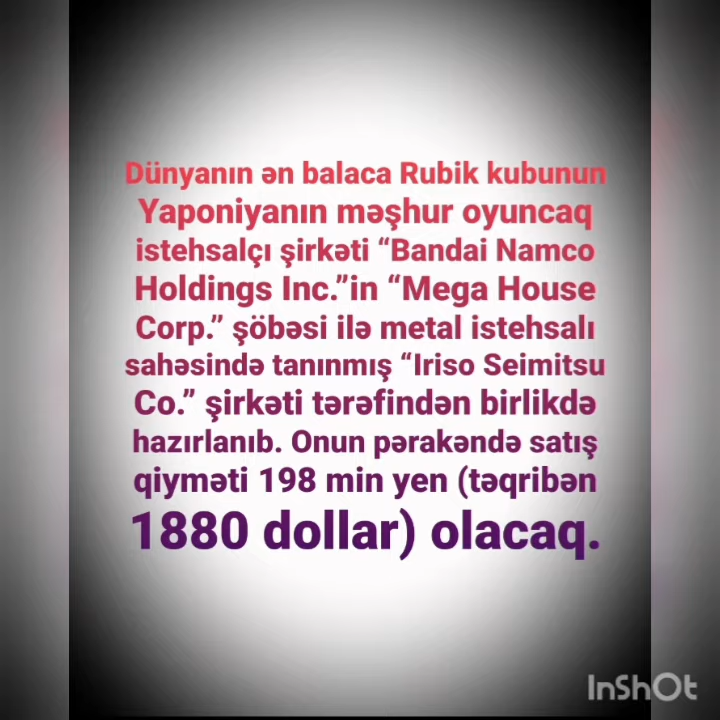 Dünyanın ən balaca Rubik kubunun
Yaponiyanın məşhur oyuncaq
istehsalçı şirkəti “Bandai Namco
Holdings Inc.”in “Mega House
Corp.” şöbəsi ilə metal istehsalı
sahəsində tanınmış “Iriso Seimitsu
Co.” şirkəti tərəfindən birlikdə
hazırlanıb. Onun pərakəndə satış
qiyməti 198 min yen (təqribən
1880 dollar) olacaq.
InShOt